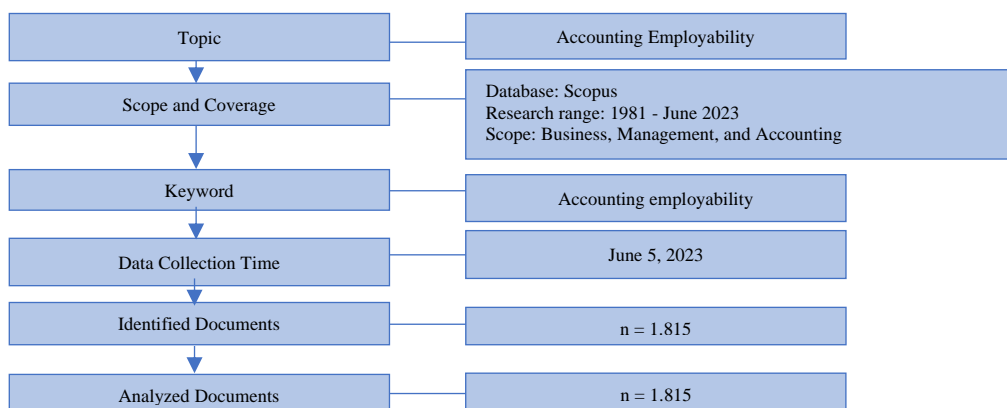 Topic
Accounting Employability
Scope and Coverage
Database: Scopus
Research range: 1981 - June 2023
Scope: Business, Management, and Accounting
Keyword
Accounting employability
Data Collection Time
June 5, 2023
Identified Documents
n = 1.815
Analyzed Documents
n = 1.815